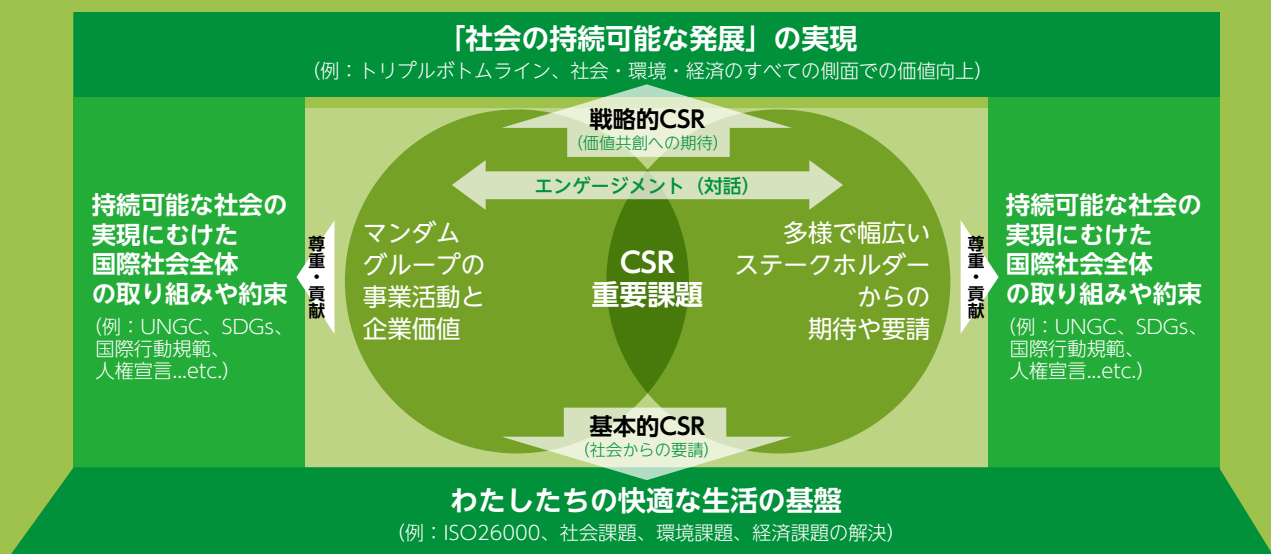 「社会の持続可能な発展」の実現
(例：トリプルボトムライン、社会・環境・経済のすべての側面での価値向上)
戦略的CSR
(価値共創への期待)
エンゲージメント（対話）
持続可能な社会の
実現にむけた
国際社会全体
の取り組みや約束
(例：UNGC、SDGs、
国際行動規範、
人権宣言...etc.)
尊重・貢献
マンダム
グループの
事業活動と
企業価値
CSR
重要課題
多様で幅広い
ステークホルダー
からの
期待や要請
尊重・貢献
持続可能な社会の
実現にむけた
国際社会全体
の取り組みや約束
(例：UNGC、SDGs、
国際行動規範、
人権宣言...etc.)
基本的CSR
(社会からの要請)
わたしたちの快適な生活の基盤
(例：ISO26000、社会課題、環境課題、経済課題の解決)